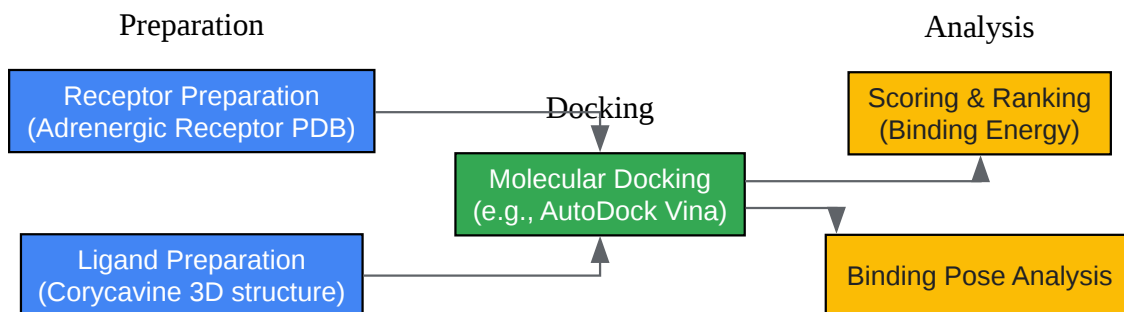 Preparation
Receptor Preparation
(Adrenergic Receptor PDB)
Ligand Preparation
(Corycavine 3D structure)
Docking
Molecular Docking
(e.g., AutoDock Vina)
Analysis
Scoring & Ranking
(Binding Energy)
Binding Pose Analysis